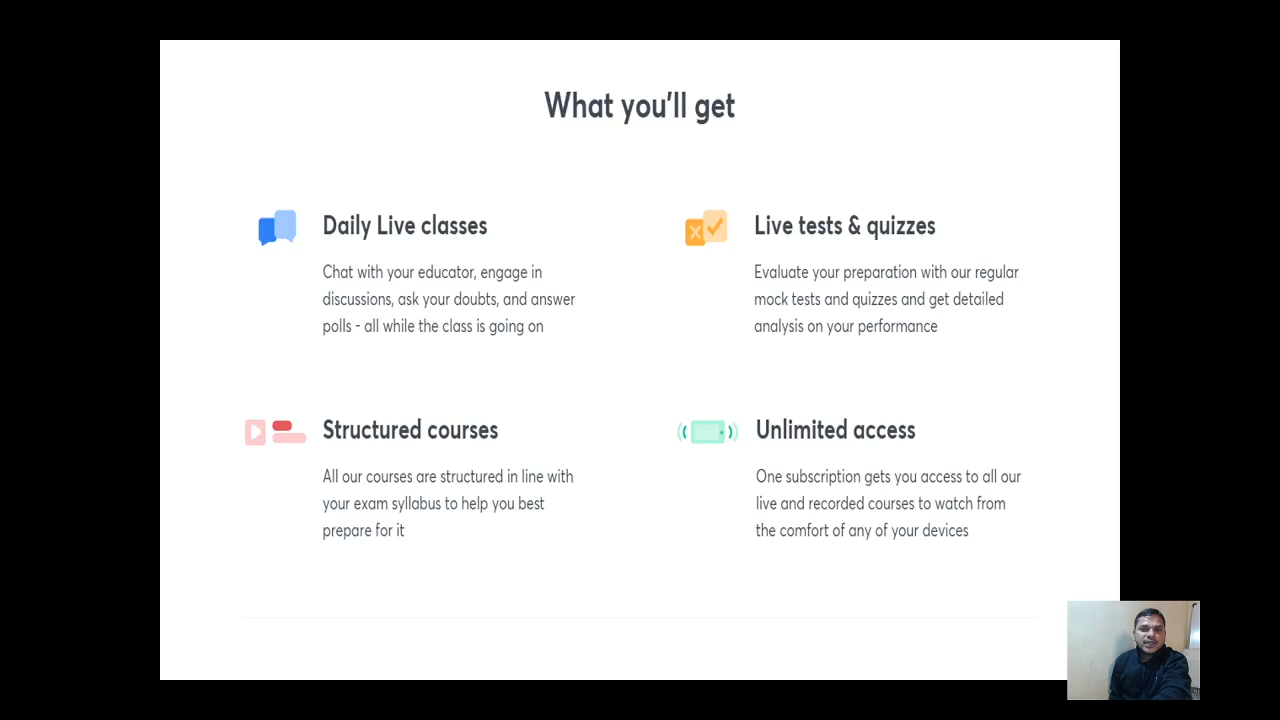 What you'll get
Daily Live classes
Chat with your educator, engage in
discussions, ask your doubts, and answer
polls - all while the class is going on
Live tests & quizzes
Evaluate your preparation with our regular
mock tests and quizzes and get detailed
analysis on your performance
Structured courses
All our courses are structured in line with
your exam syllabus to help you best
prepare for it
Unlimited access
One subscription gets you access to all our
live and recorded courses to watch from
the comfort of any of your devices